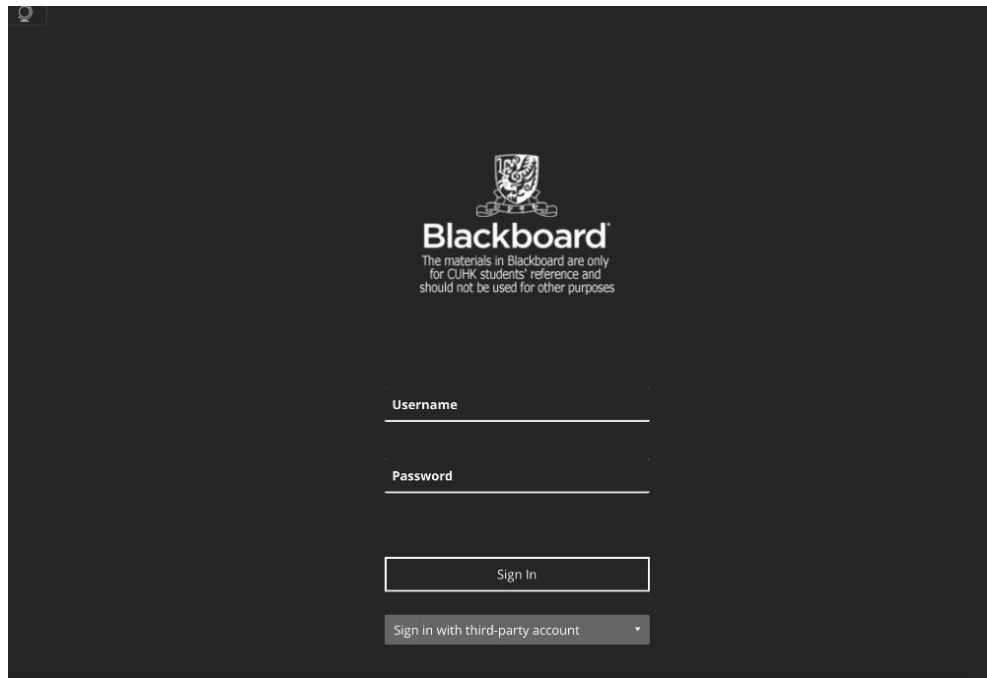 Blackboard
The materials in Blackboard are only
for CUHK students' reference and
should not be used for other purposes
Username
Password
Sign In
Sign in with third-party account